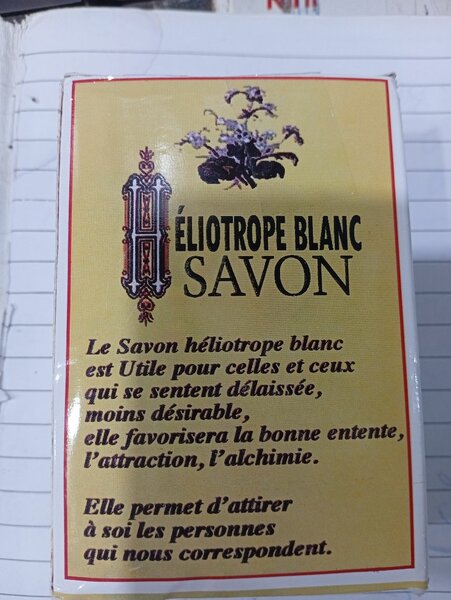 HÉLIOTROPE BLANC
SAVON
Le Savon héliotrope blanc
est Utile pour celles et ceux
qui se sentent délaissée,
moins désirable,
elle favorisera la bonne entente,
l'attraction, l'alchimie.
Elle permet d'attirer
à soi les personnes
qui nous correspondent.